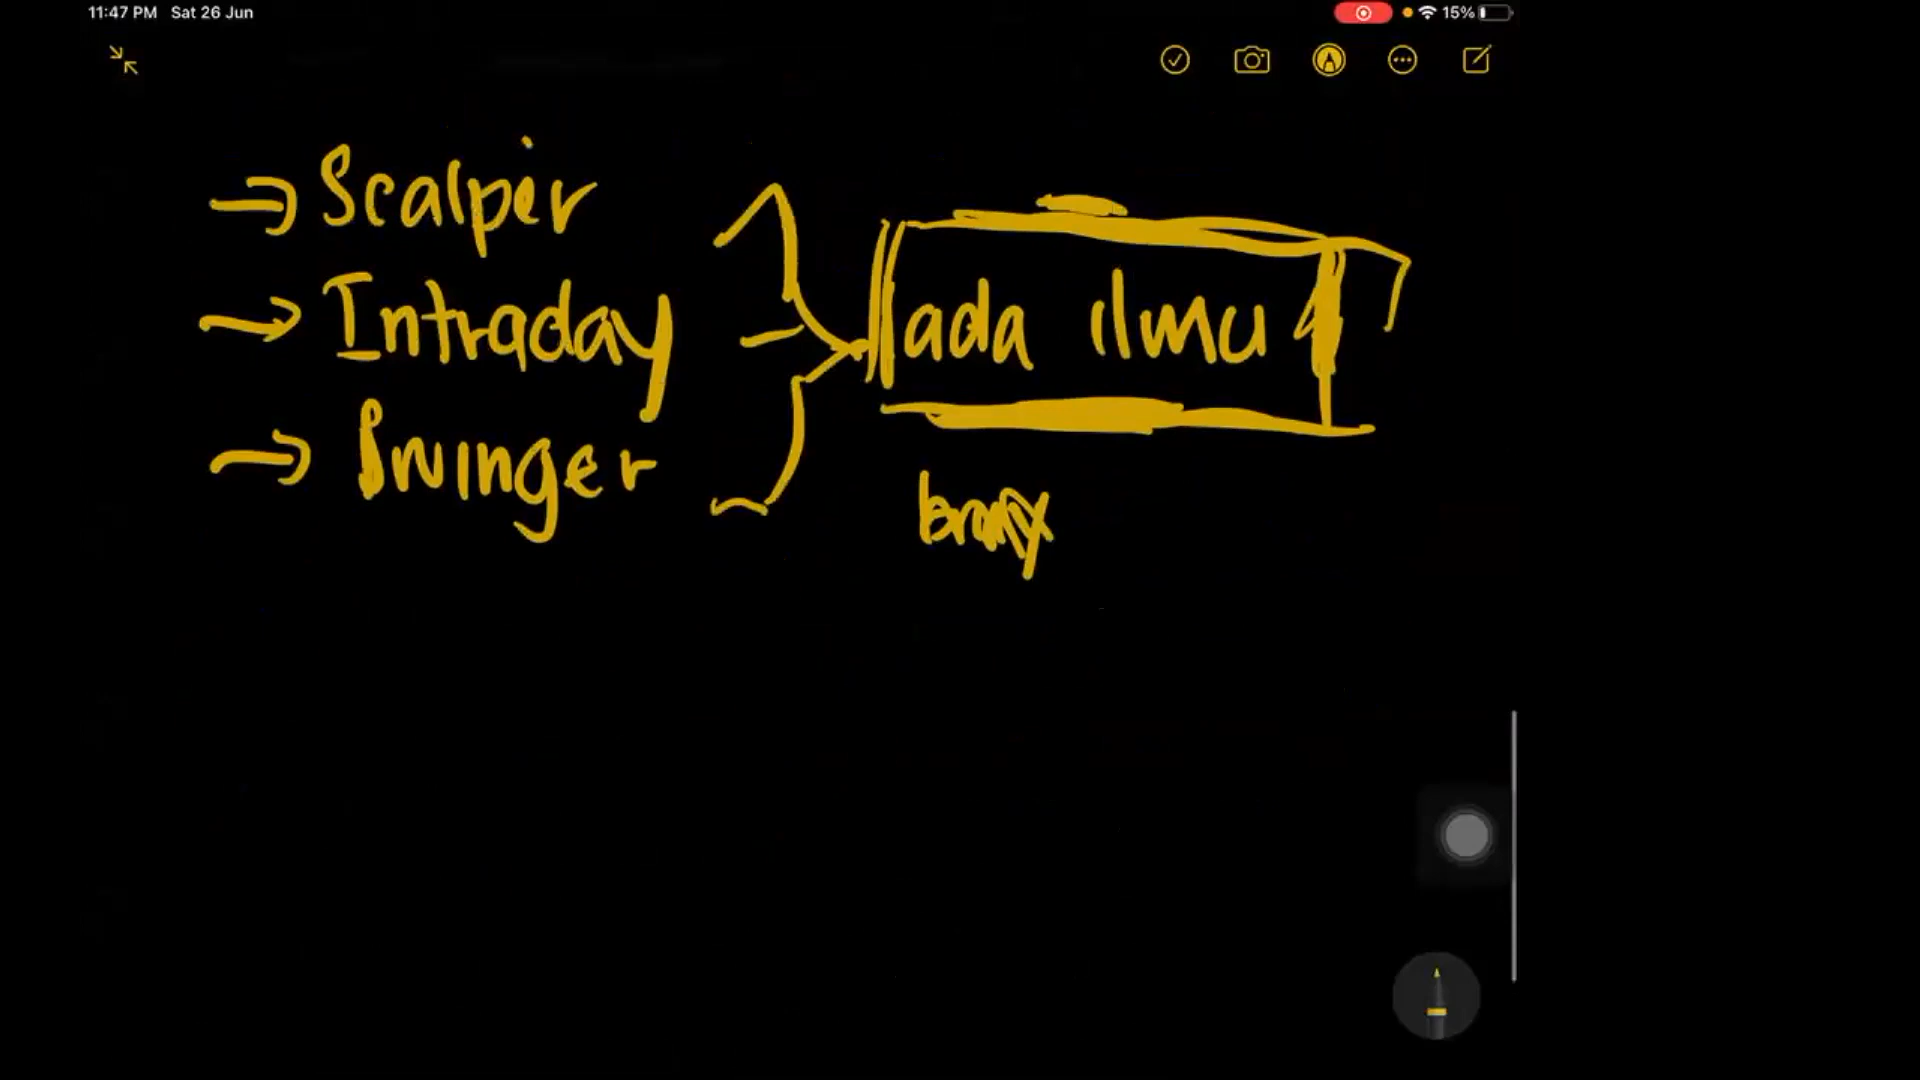 11:47 PM Sat 26 Jun
15%
→ Scalper
→ Intraday
→ Swinger
ada ilmu